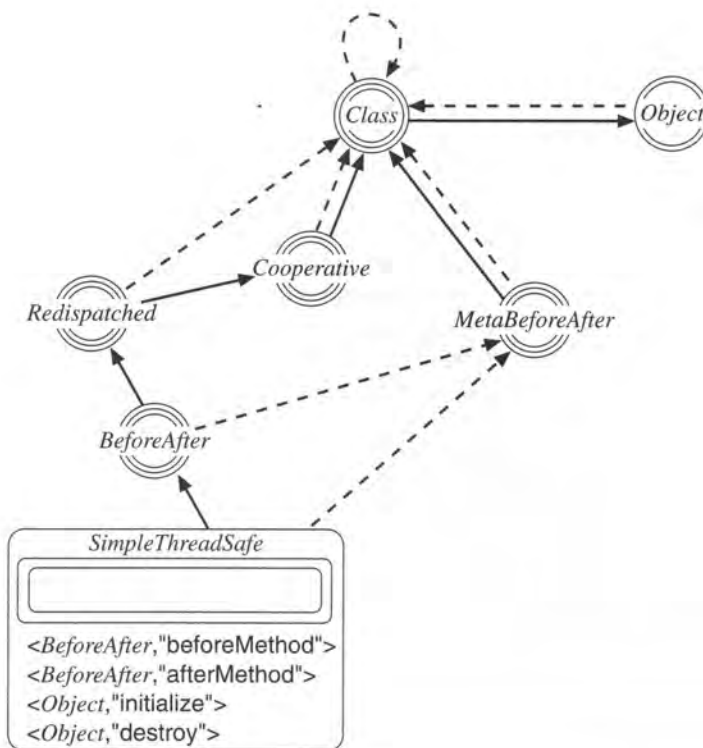 Class
Object
Cooperative
Redispatched
MetaBeforeAfter
BeforeAfter
SimpleThreadSafe
<BeforeAfter,"beforeMethod">
<BeforeAfter,"afterMethod">
<Object,"initialize">
<Object,"destroy">